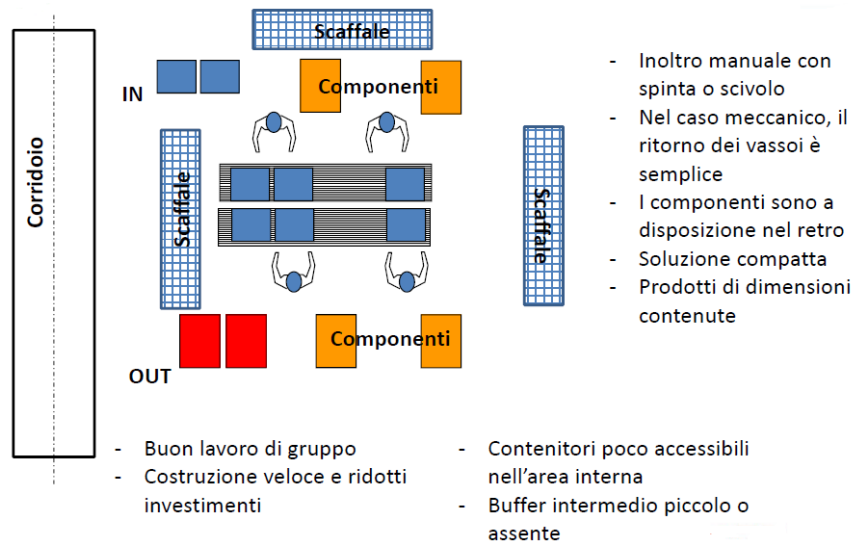 Scaffale
IN
Componenti
Corridoio
Scaffale
Scaffale
Componenti
OUT
- Inoltro manuale con
spinta o scivolo
- Nel caso meccanico, il
ritorno dei vassoi è
semplice
- I componenti sono a
disposizione nel retro
- Soluzione compatta
- Prodotti di dimensioni
contenute
- Buon lavoro di gruppo
- Costruzione veloce e ridotti
investimenti
- Contenitori poco accessibili
nell'area interna
- Buffer intermedio piccolo o
assente